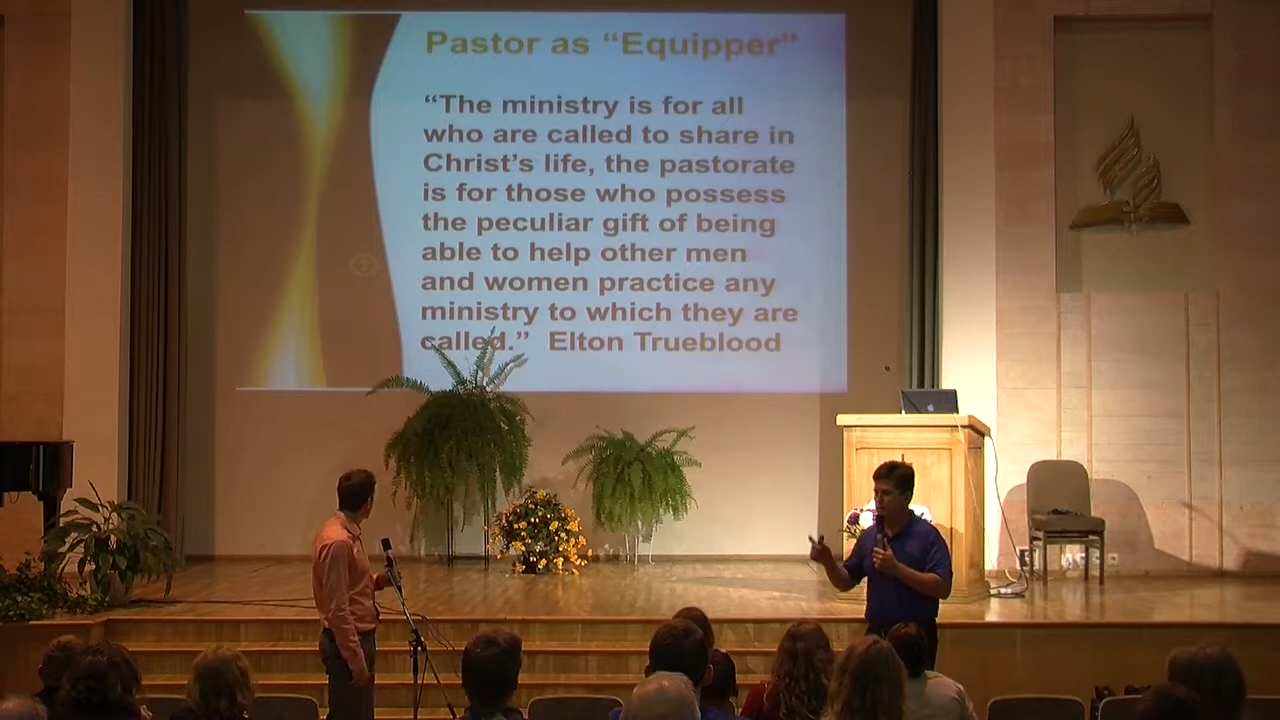 Pastor as “Equipper”
“The ministry is for all
who are called to share in
Christ’s life, the pastorate
is for those who possess
the peculiar gift of being
able to help other men
and women practice any
ministry to which they are
called.” Elton Trueblood